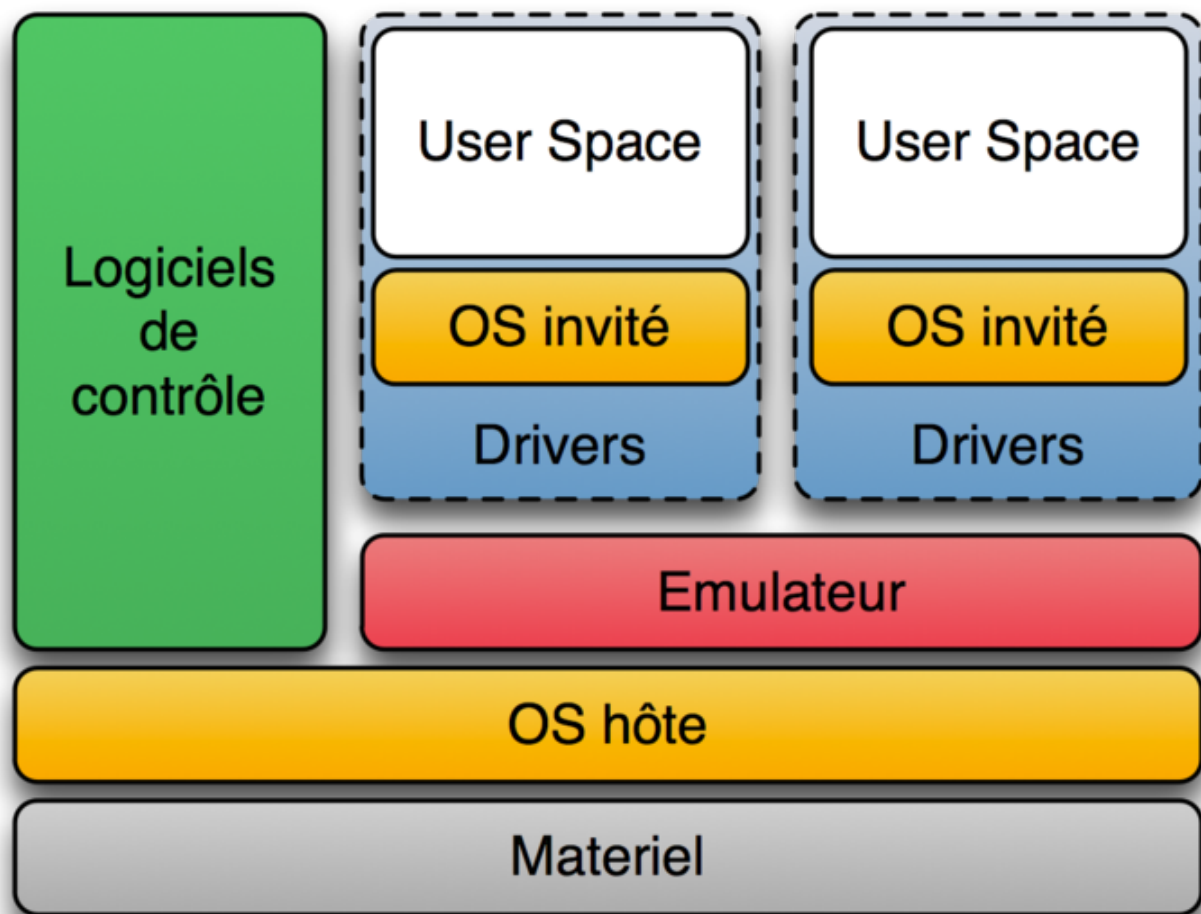 Logiciels
de
contrôle
User Space
OS invité
Drivers
User Space
OS invité
Drivers
Emulateur
OS hôte
Materiel